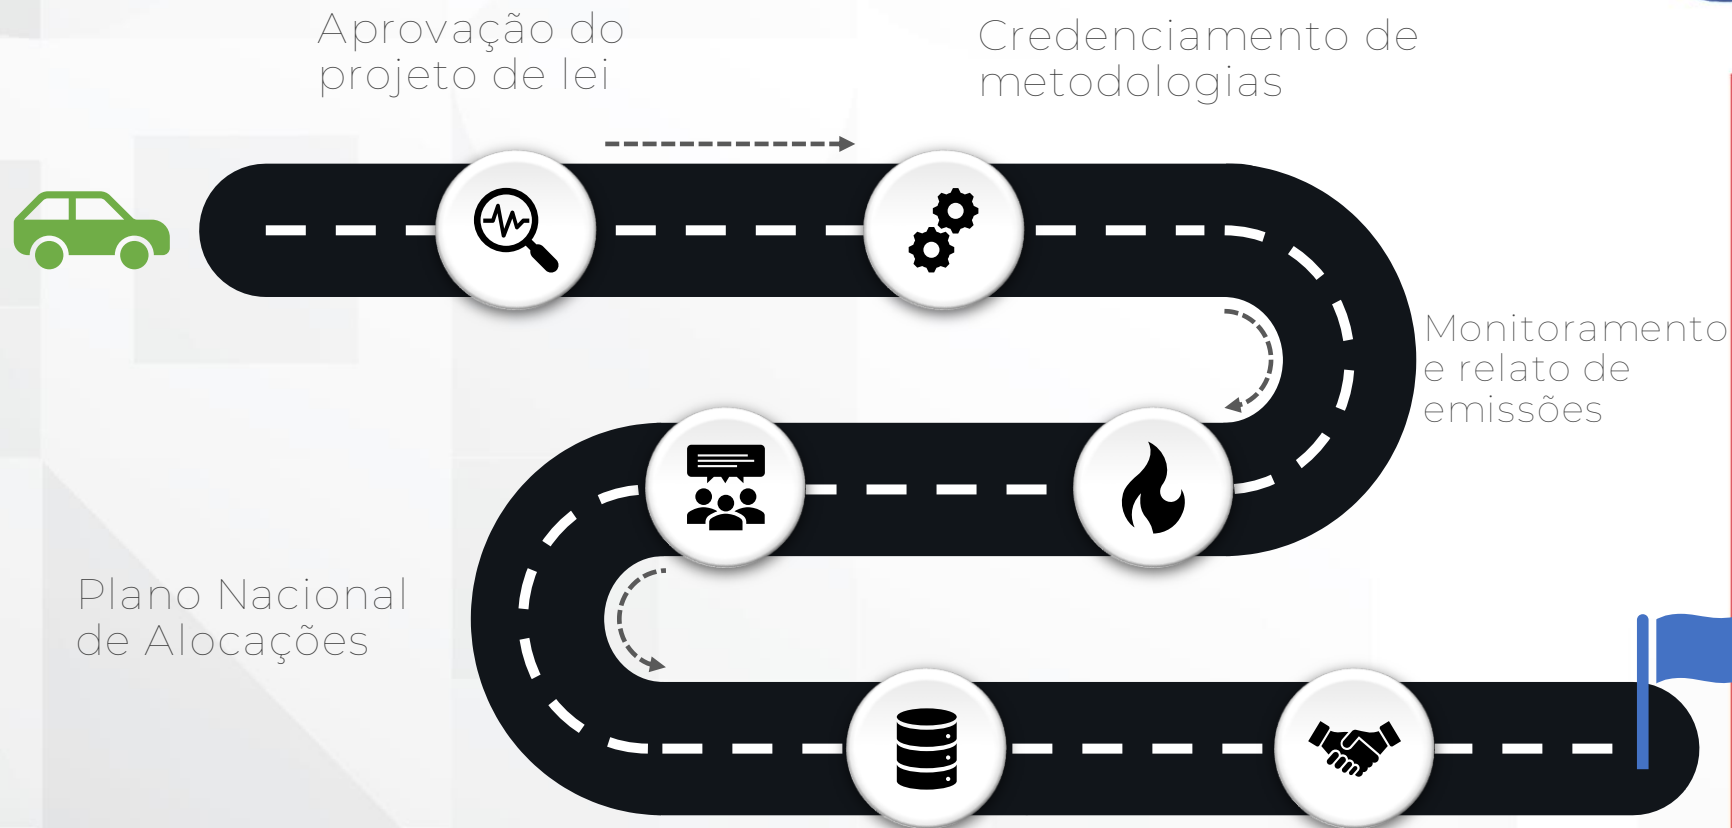 Aprovação do
projeto de lei
Credenciamento de
metodologias
Monitoramento
e relato de
emissões
Plano Nacional
de Alocações